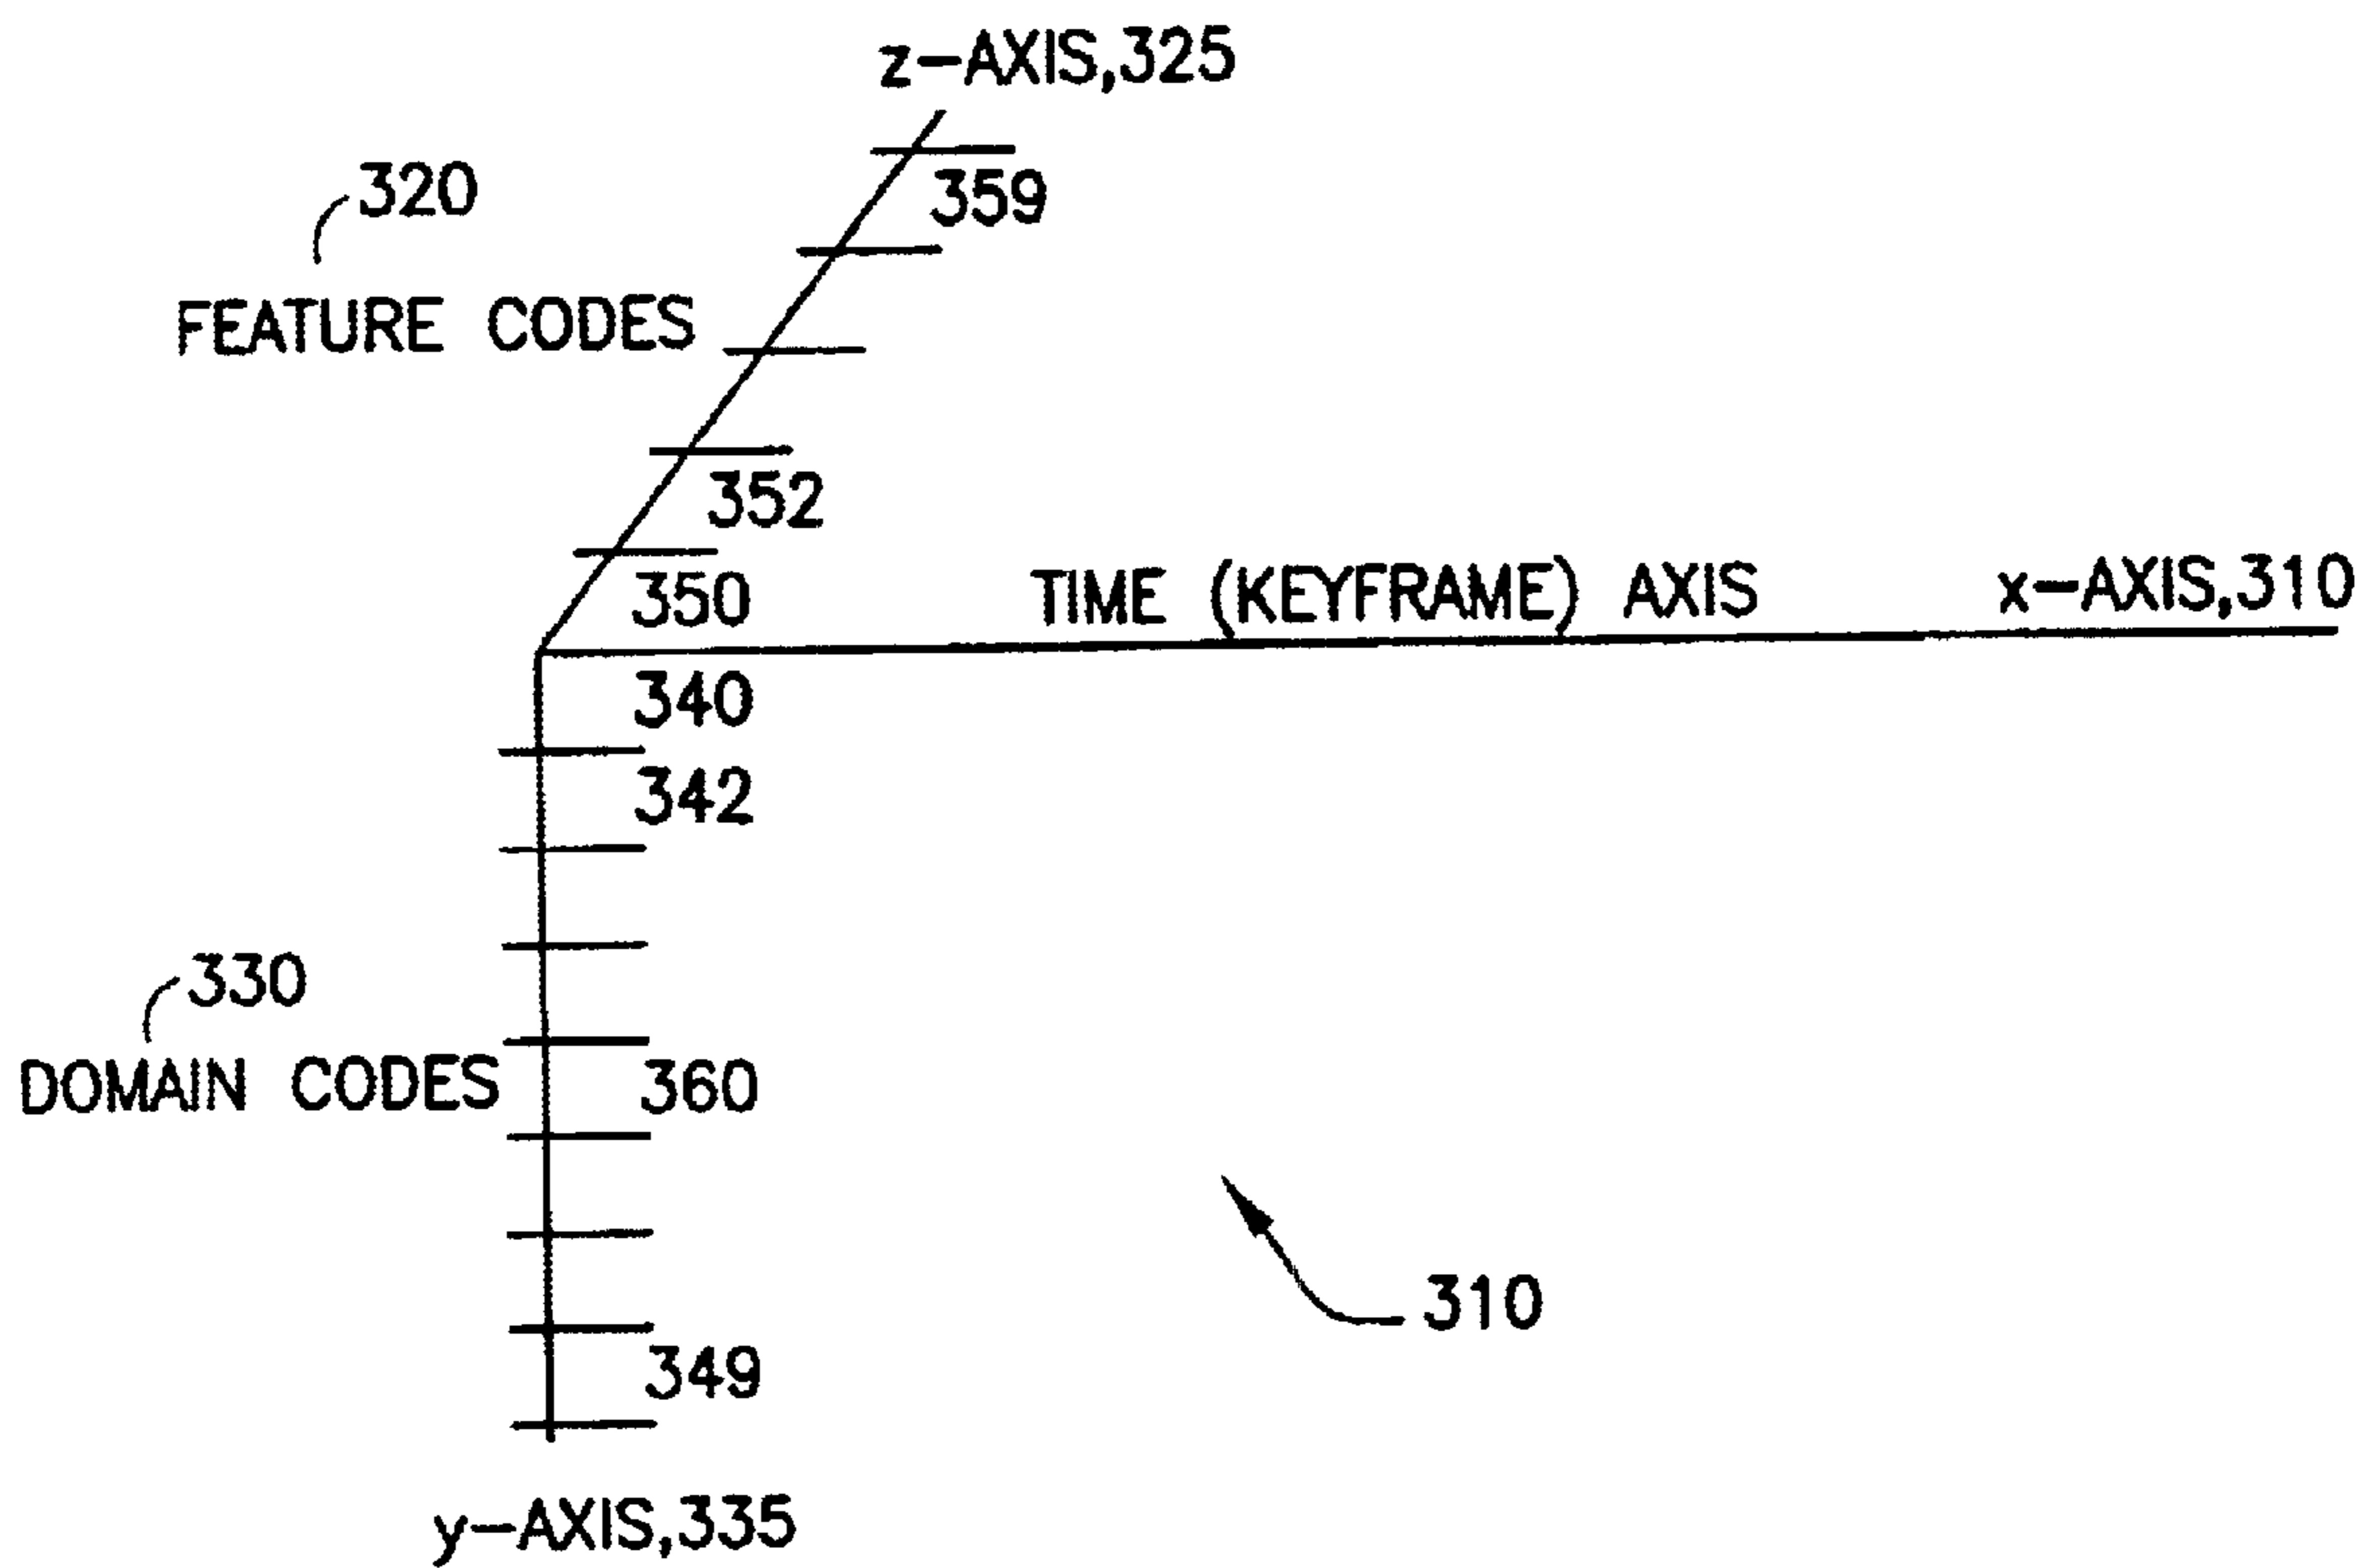 z-AXIS,325
320
359
FEATURE CODES
352
350
TIME (KEYFRAME) AXIS
x-AXIS,310
340
342
330
DOMAIN CODES
360
310
349
y-AXIS,335